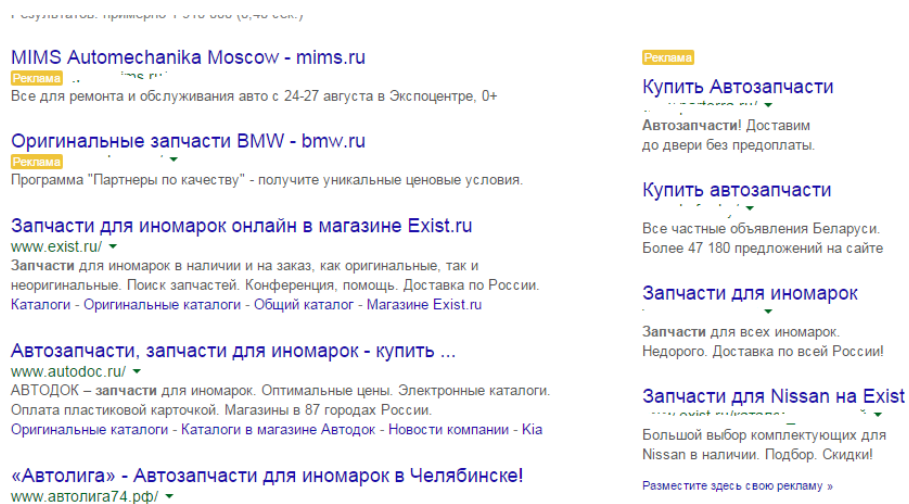 MIMS Automechanika Moscow - mims.ru
Реклама
Все для ремонта и обслуживания авто с 24-27 августа в Экспоцентре, 0+
Оригинальные запчасти BMW - bmw.ru
Реклама
Программа "Партнеры по качеству" - получите уникальные ценовые условия.
Запчасти для иномарок онлайн в магазине Exist.ru
www.exist.ru/
Запчасти для иномарок в наличии и на заказ, как оригинальные, так и
неоригинальные. Поиск запчастей. Конференция, помощь. Доставка по России.
Каталоги - Оригинальные каталоги - Общий каталог - Магазине Exist.ru
Автозапчасти, запчасти для иномарок - купить ...
www.autodoc.ru/
АВТОДОК – запчасти для иномарок. Оптимальные цены. Электронные каталоги.
Оплата пластиковой карточкой. Магазины в 87 городах России.
Оригинальные каталоги - Каталоги в магазине Автодок - Новости компании - Kia
«Автолига» - Автозапчасти для иномарок в Челябинске!
www.автолига74.рф/
Реклама
Купить Автозапчасти
Автозапчасти! Доставим
до двери без предоплаты.
Купить автозапчасти
Все частные объявления Беларуси.
Более 47 180 предложений на сайте
Запчасти для иномарок
Запчасти для всех иномарок.
Недорого. Доставка по всей России!
Запчасти для Nissan на Exist
Большой выбор комплектующих для
Nissan в наличии. Подбор. Скидки!
Разместите здесь свою рекламу »